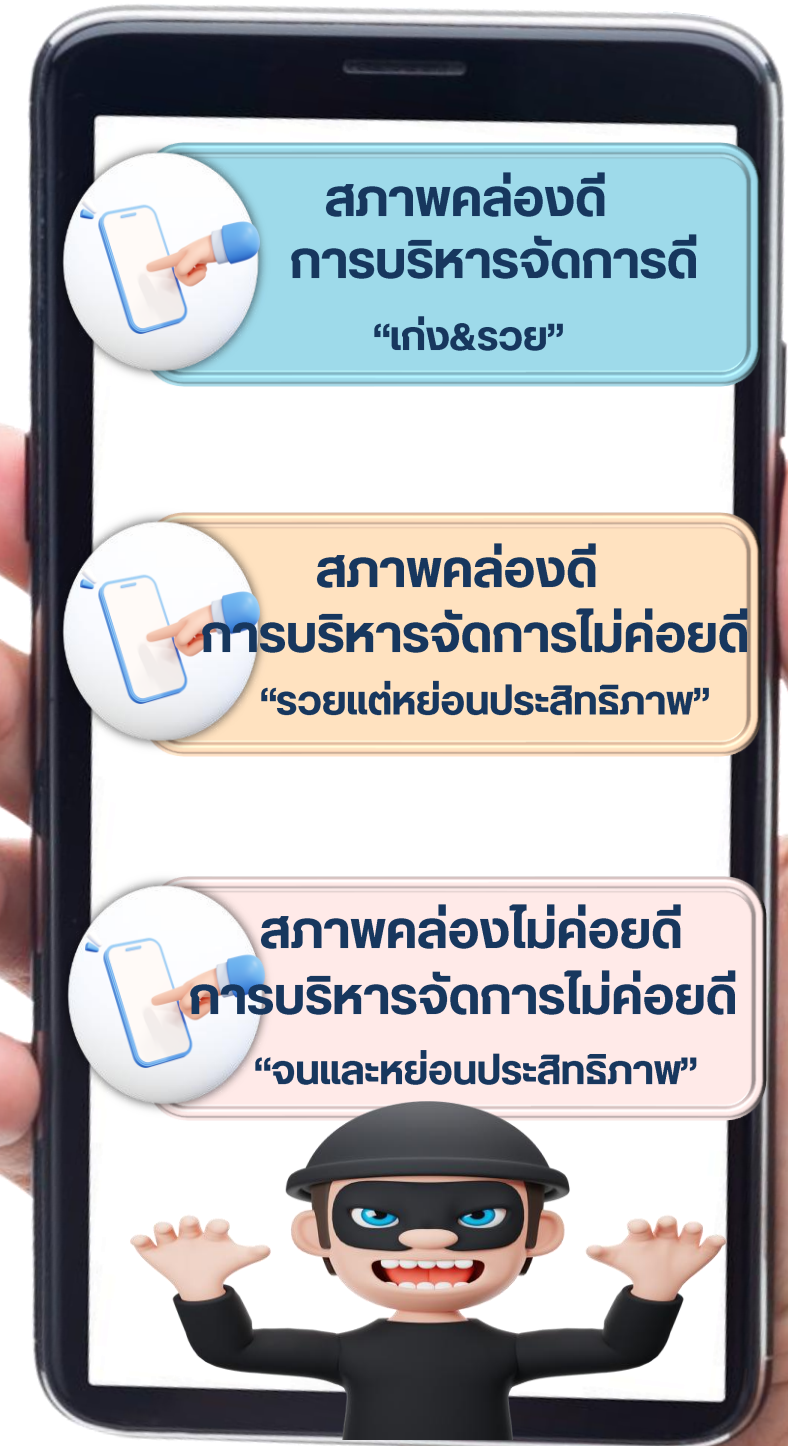 สภาพคล่องดี
การบริหารจัดการดี
“เก่ง&รวย”
สภาพคล่องดี
การบริหารจัดการไม่ค่อยดี
“รวยแต่หย่อนประสิทธิภาพ”
สภาพคล่องไม่ค่อยดี
การบริหารจัดการไม่ค่อยดี
“จนและหย่อนประสิทธิภาพ”